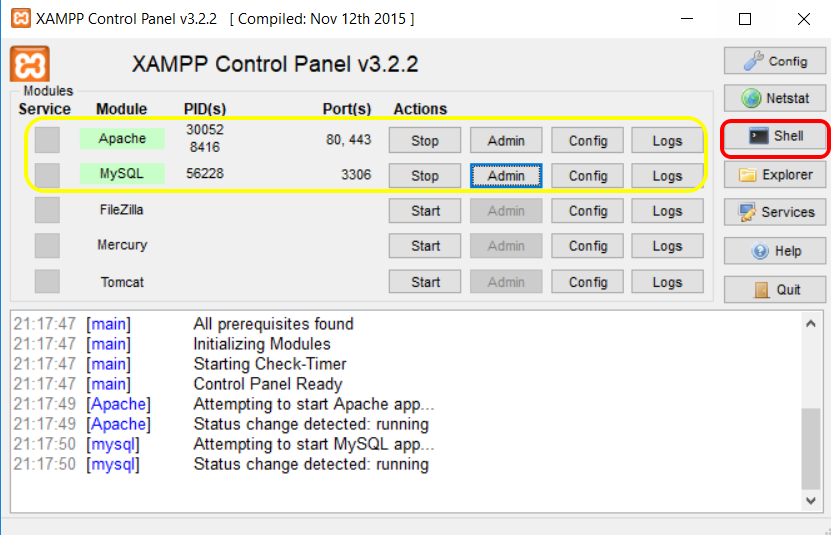 XAMPP Control Panel v3.2.2 [ Compiled: Nov 12th 2015 ]
XAMPP Control Panel v3.2.2
Modules
Service Module PID(s) Port(s) Actions
Apache 30052 8416 80, 443 Stop Admin Config Logs
MySQL 56228 3306 Stop Admin Config Logs
FileZilla Start Admin Config Logs
Mercury Start Admin Config Logs
Tomcat Start Admin Config Logs
Config
Netstat
Shell
Explorer
Services
Help
Quit
21:17:47 [main] All prerequisites found
21:17:47 [main] Initializing Modules
21:17:47 [main] Starting Check-Timer
21:17:47 [main] Control Panel Ready
21:17:49 [Apache] Attempting to start Apache app...
21:17:49 [Apache] Status change detected: running
21:17:50 [mysql] Attempting to start MySQL app...
21:17:50 [mysql] Status change detected: running